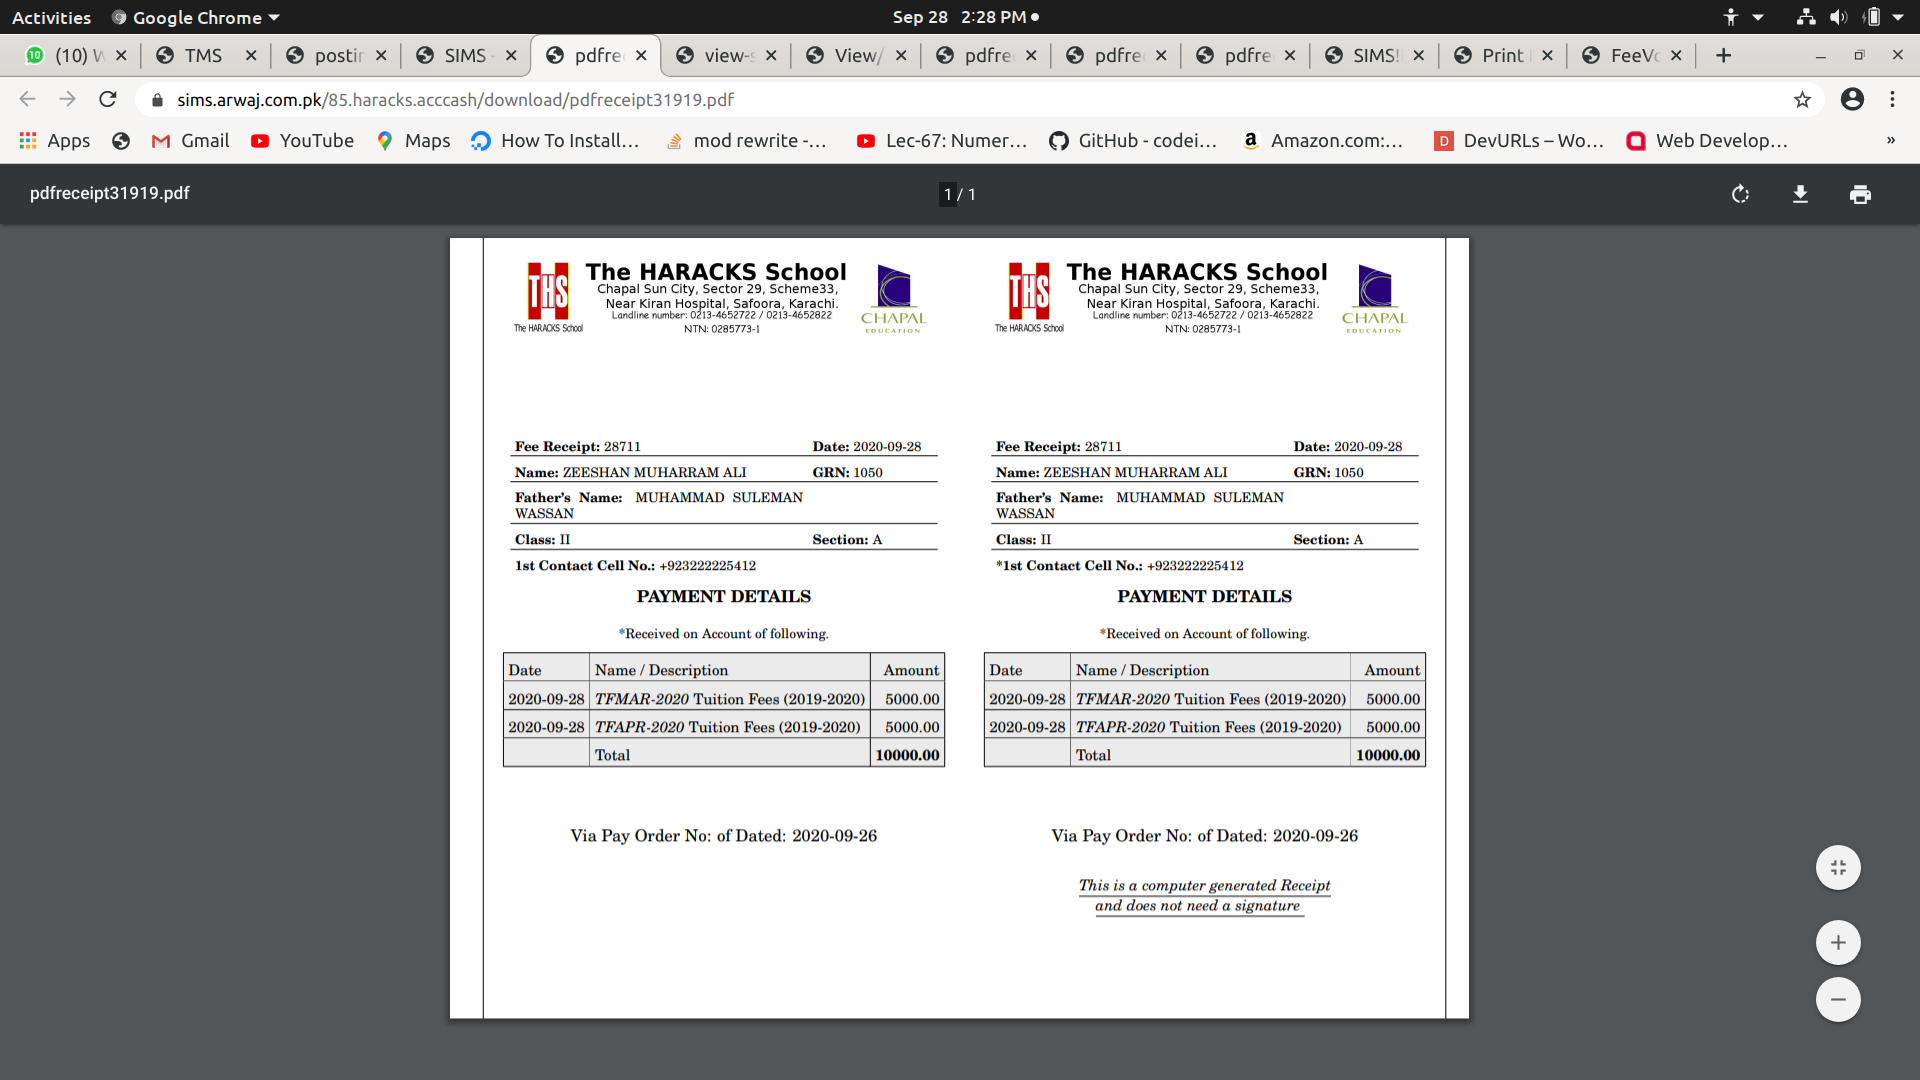 Activities
Google Chrome
Sep 28 2:28 PM
10
(10) W
TMS
postin
SIMS -
pdfre
view-s
View/
pdfre
pdfre
pdfre
SIMS!
Print
FeeVo
sims.arwaj.com.pk/85.haracks.acccash/download/pdfreceipt31919.pdf
Apps
Gmail
YouTube
Maps
How To Install...
mod rewrite -...
Lec-67: Numer...
GitHub - codei...
Amazon.com:...
D
DevURLs – Wo...
Web Develop...
»
pdfreceipt31919.pdf
1 / 1
THS
The HARACKS School
The HARACKS School
Chapal Sun City, Sector 29, Scheme33,
Near Kiran Hospital, Safoora, Karachi.
Landline number: 0213-4652722 / 0213-4652822
NTN: 0285773-1
CHAPAL
EDUCATION
Fee Receipt: 28711 Date: 2020-09-28
Name: ZEESHAN MUHARRAM ALI GRN: 1050
Father's Name: MUHAMMAD SULEMAN
WASSAN
Class: II Section: A
1st Contact Cell No.: +923222225412
PAYMENT DETAILS
*Received on Account of following.
Date Name / Description Amount
2020-09-28 TFMAR-2020 Tuition Fees (2019-2020) 5000.00
2020-09-28 TFAPR-2020 Tuition Fees (2019-2020) 5000.00
Total 10000.00
Via Pay Order No: of Dated: 2020-09-26
THS
The HARACKS School
The HARACKS School
Chapal Sun City, Sector 29, Scheme33,
Near Kiran Hospital, Safoora, Karachi.
Landline number: 0213-4652722 / 0213-4652822
NTN: 0285773-1
CHAPAL
EDUCATION
Fee Receipt: 28711 Date: 2020-09-28
Name: ZEESHAN MUHARRAM ALI GRN: 1050
Father's Name: MUHAMMAD SULEMAN
WASSAN
Class: II Section: A
*1st Contact Cell No.: +923222225412
PAYMENT DETAILS
*Received on Account of following.
Date Name / Description Amount
2020-09-28 TFMAR-2020 Tuition Fees (2019-2020) 5000.00
2020-09-28 TFAPR-2020 Tuition Fees (2019-2020) 5000.00
Total 10000.00
Via Pay Order No: of Dated: 2020-09-26
This is a computer generated Receipt
and does not need a signature